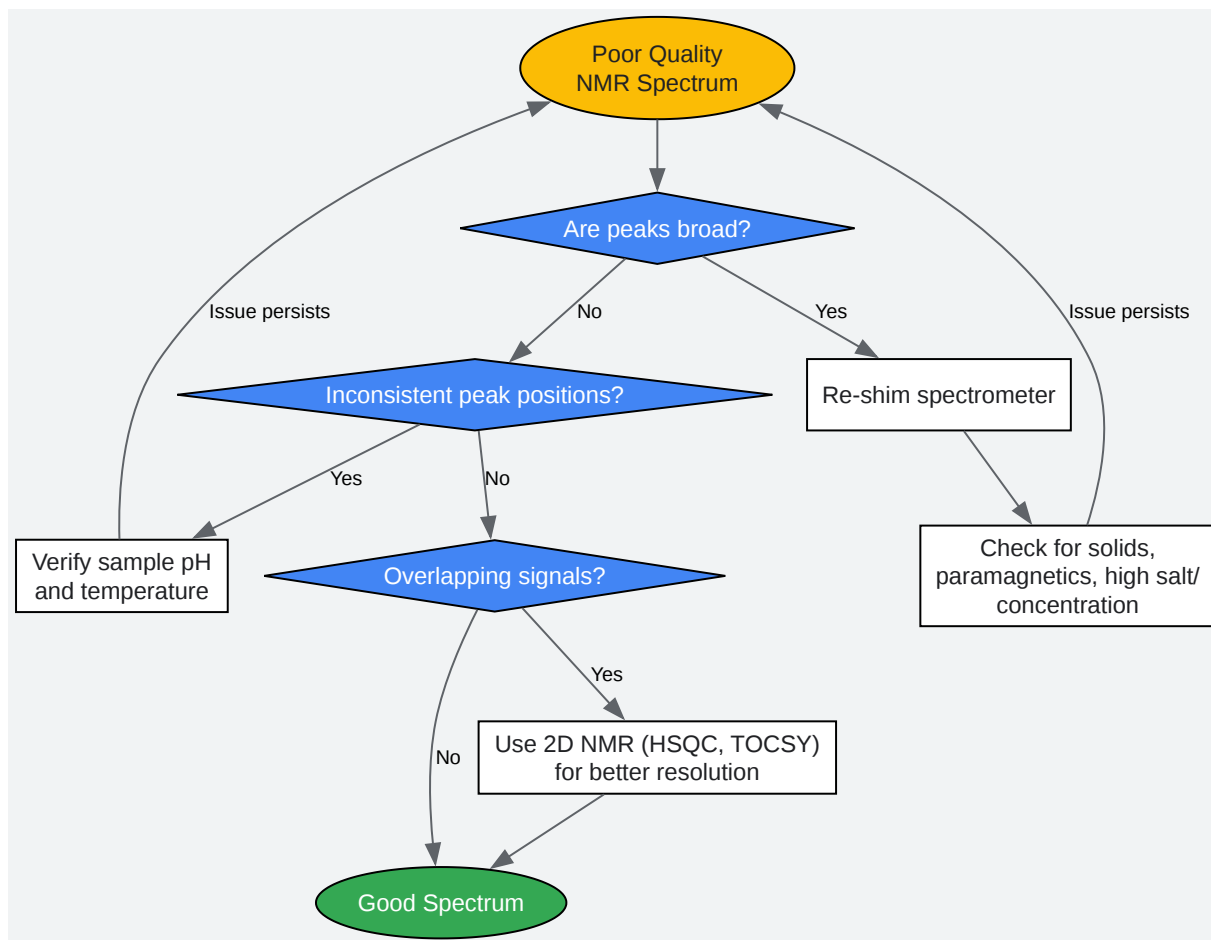 Poor Quality
NMR Spectrum
Are peaks broad?
Issue persists
No
Yes
Issue persists
Inconsistent peak positions?
Re-shim spectrometer
Yes
No
Verify sample pH
and temperature
Overlapping signals?
Check for solids,
paramagnetics, high salt/
concentration
Yes
No
Use 2D NMR (HSQC, TOCSY)
for better resolution
Good Spectrum